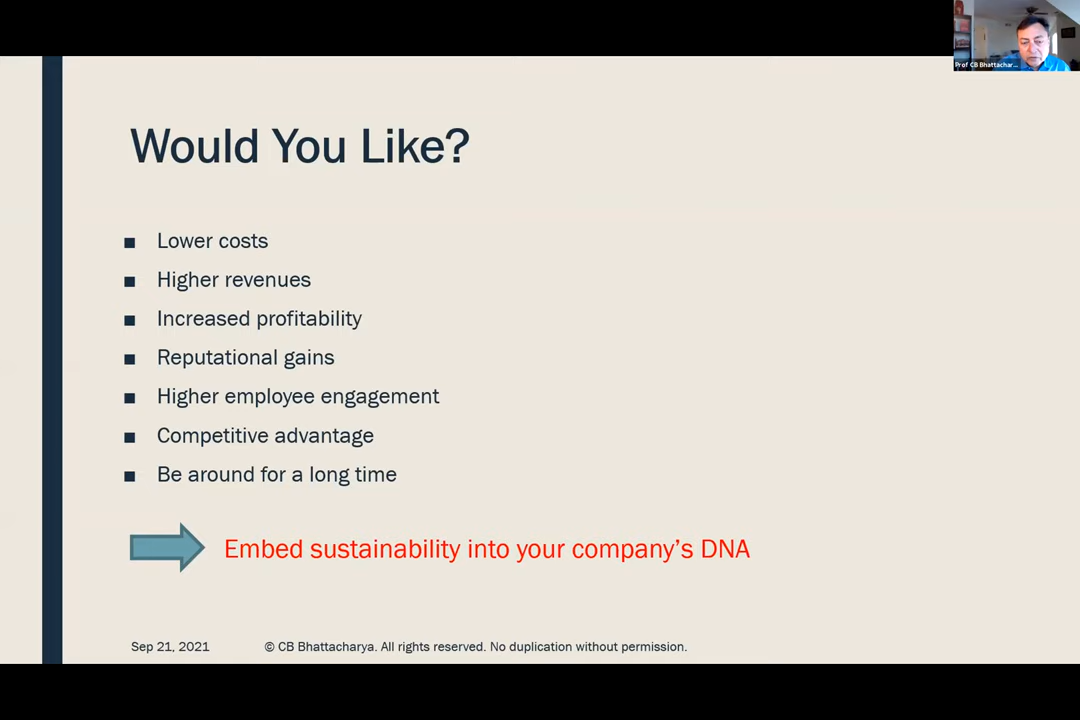 Prof CB Bhattachar...
Would You Like?
Lower costs
Higher revenues
Increased profitability
Reputational gains
Higher employee engagement
Competitive advantage
Be around for a long time
Embed sustainability into your company’s DNA
Sep 21, 2021
© CB Bhattacharya. All rights reserved. No duplication without permission.